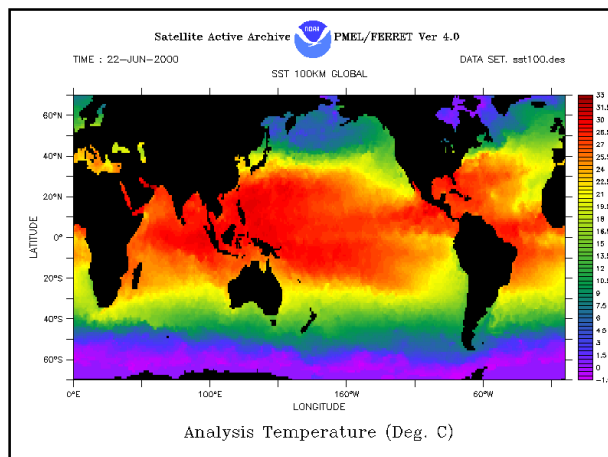 Satellite Active Archive NOAA PMEL/FERRET Ver 4.0
TIME : 22-JUN-2000 DATA SET. sst100.des
SST 100KM GLOBAL
33
31.5
30
28.5
27
25.5
24
22.5
21
19.5
18
16.5
15
13.5
12
10.5
9
7.5
6
4.5
3
1.5
0
60°N
40°N
20°N
0°
20°S
40°S
60°S
LATITUDE
0°E 100°E 160°W 60°W
LONGITUDE
Analysis Temperature (Deg. C)